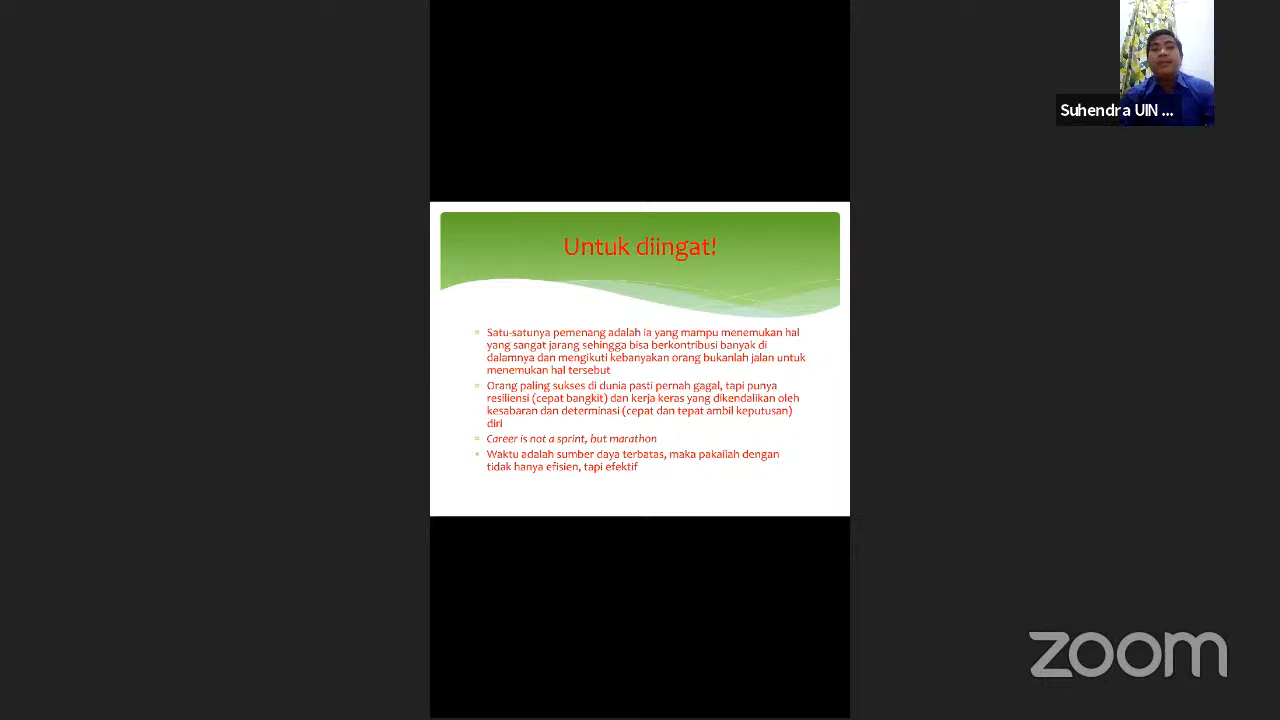 Suhendra UIN ...
Untuk diingat!
Satu-satunya pemenang adalah ia yang mampu menemukan hal
yang sangat jarang sehingga bisa berkontribusi banyak di
dalamnya dan mengikuti kebanyakan orang bukanlah jalan untuk
menemukan hal tersebut
Orang paling sukses di dunia pasti pernah gagal, tapi punya
resiliensi (cepat bangkit) dan kerja keras yang dikendalikan oleh
kesabaran dan determinasi (cepat dan tepat ambil keputusan)
diri
Career is not a sprint, but marathon
Waktu adalah sumber daya terbatas, maka pakailah dengan
tidak hanya efisien, tapi efektif
zoom